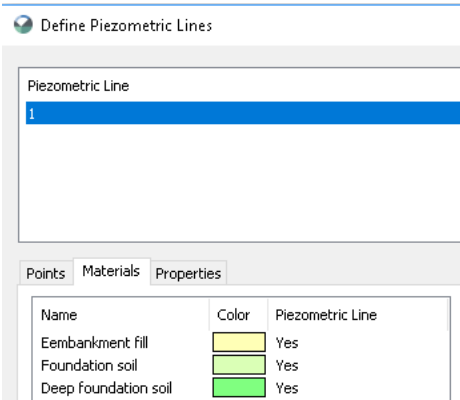 Define Piezometric Lines
Piezometric Line
1
Points Materials Properties
Name Color Piezometric Line
Eembankment fill Yes
Foundation soil Yes
Deep foundation soil Yes